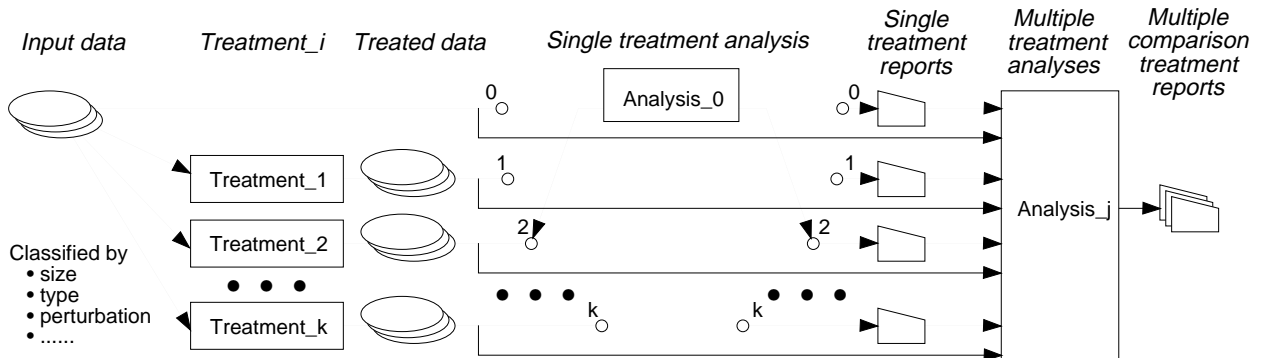 Input data
Treatment_i
Treated data
Single treatment analysis
Single
treatment
reports
Multiple
treatment
analyses
Multiple
comparison
treatment
reports
0
Analysis_0
0
Treatment_1
1
1
Treatment_2
2
2
Analysis_j
Classified by
• size
• type
• perturbation
• ......
Treatment_k
k
k